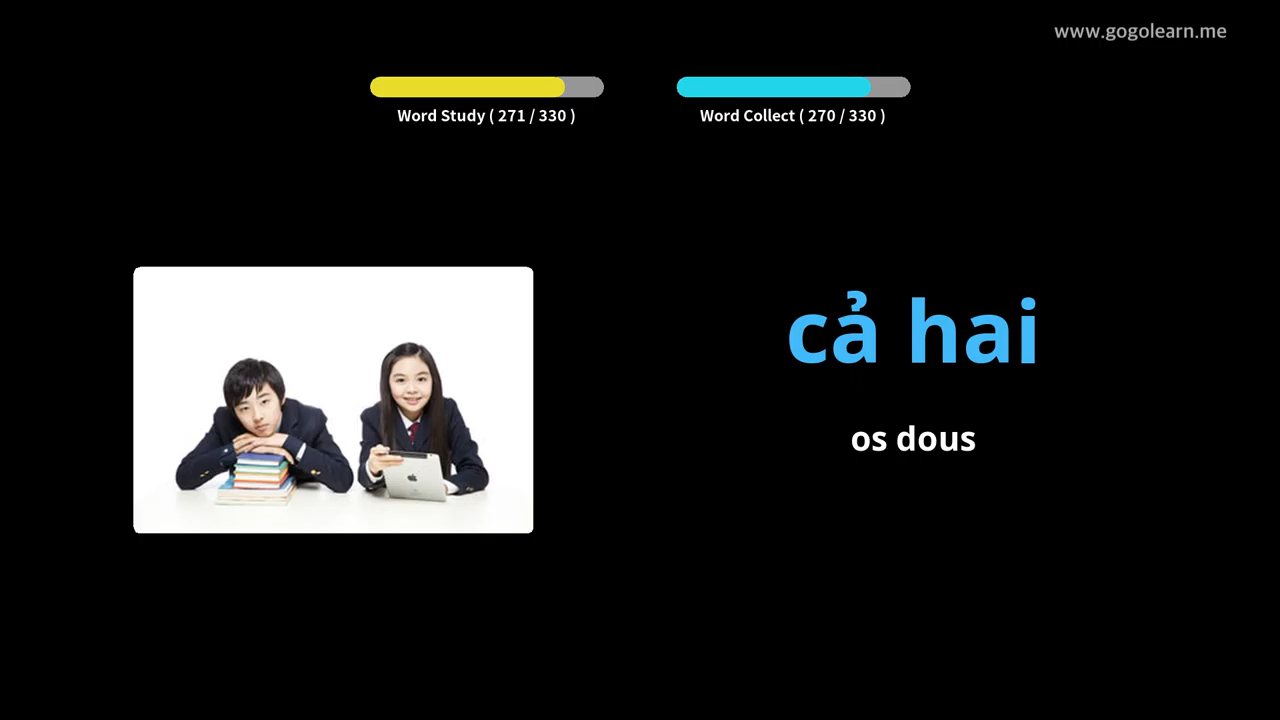 www.gogolearn.me
Word Study ( 271 / 330 )
Word Collect ( 270 / 330 )
cả hai
os dous